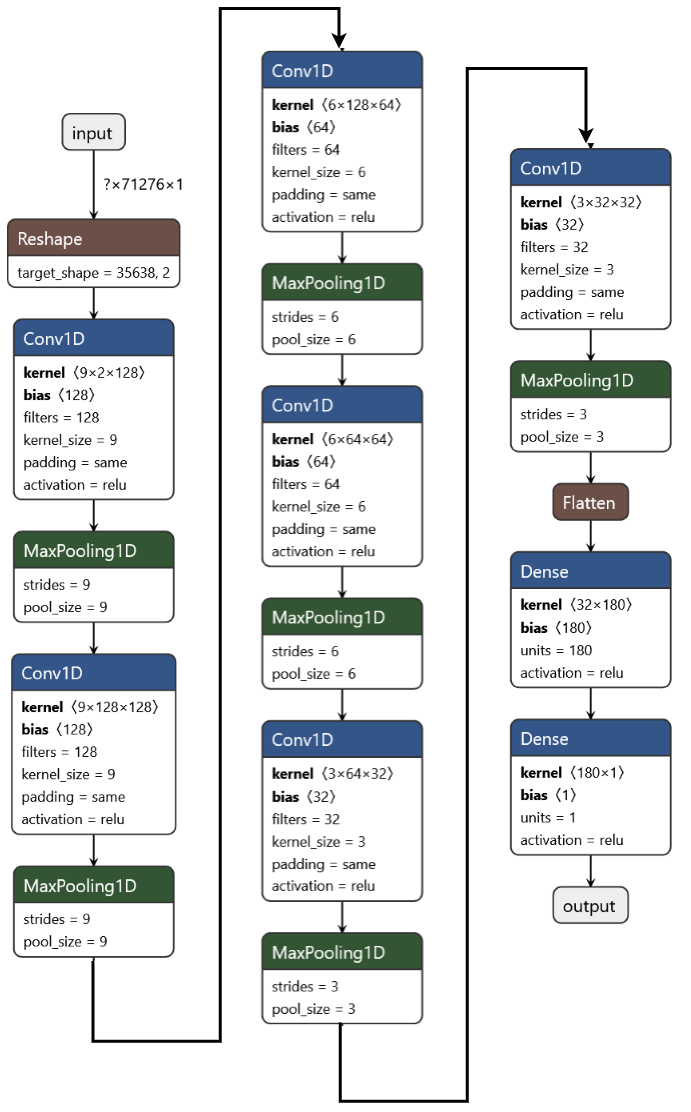 input
?×71276×1
Reshape
target_shape = 35638, 2
Conv1D
kernel ⟨9×2×128⟩
bias ⟨128⟩
filters = 128
kernel_size = 9
padding = same
activation = relu
MaxPooling1D
strides = 9
pool_size = 9
Conv1D
kernel ⟨9×128×128⟩
bias ⟨128⟩
filters = 128
kernel_size = 9
padding = same
activation = relu
MaxPooling1D
strides = 9
pool_size = 9
Conv1D
kernel ⟨6×128×64⟩
bias ⟨64⟩
filters = 64
kernel_size = 6
padding = same
activation = relu
MaxPooling1D
strides = 6
pool_size = 6
Conv1D
kernel ⟨6×64×64⟩
bias ⟨64⟩
filters = 64
kernel_size = 6
padding = same
activation = relu
MaxPooling1D
strides = 6
pool_size = 6
Conv1D
kernel ⟨3×64×32⟩
bias ⟨32⟩
filters = 32
kernel_size = 3
padding = same
activation = relu
MaxPooling1D
strides = 3
pool_size = 3
Conv1D
kernel ⟨3×32×32⟩
bias ⟨32⟩
filters = 32
kernel_size = 3
padding = same
activation = relu
MaxPooling1D
strides = 3
pool_size = 3
Flatten
Dense
kernel ⟨32×180⟩
bias ⟨180⟩
units = 180
activation = relu
Dense
kernel ⟨180×1⟩
bias ⟨1⟩
units = 1
activation = relu
output